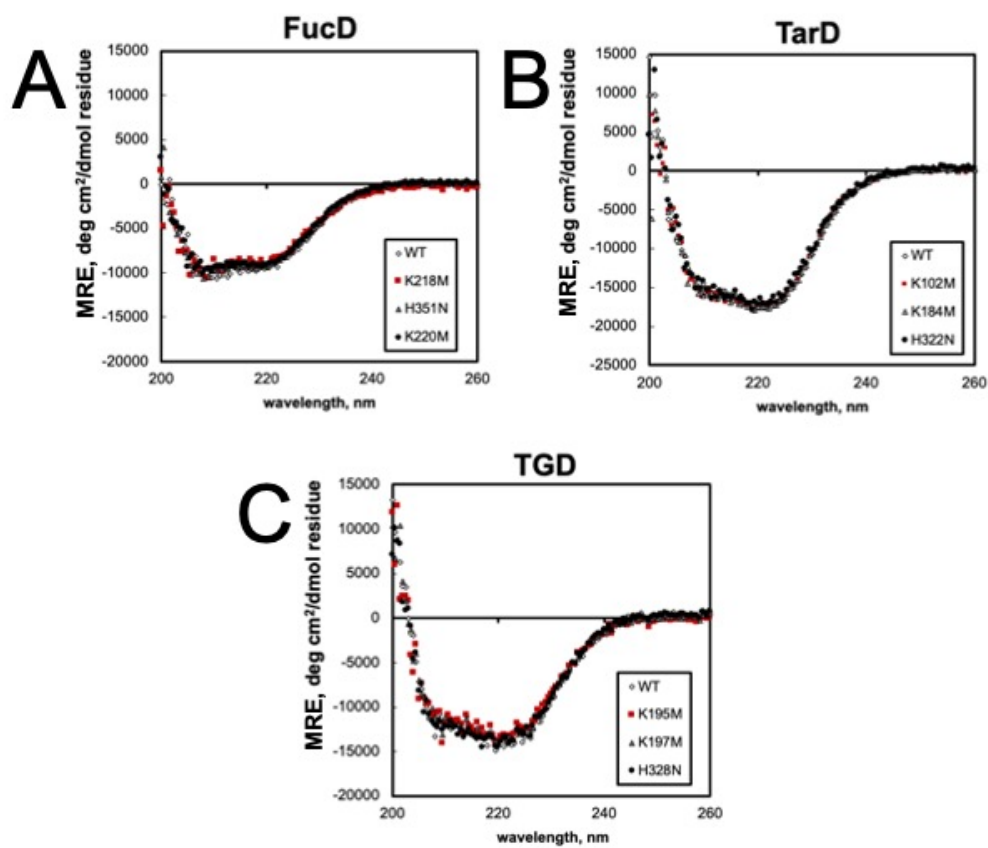 A
FucD
MRE, deg cm²/dmol residue
15000
10000
5000
0
-5000
-10000
-15000
-20000
200
220
240
260
wavelength, nm
WT
K218M
H351N
K220M
B
TarD
MRE, deg cm²/dmol residue
15000
10000
5000
0
-5000
-10000
-15000
-20000
-25000
200
220
240
260
wavelength, nm
WT
K102M
K184M
H322N
C
TGD
MRE, deg cm²/dmol residue
15000
10000
5000
0
-5000
-10000
-15000
-20000
200
220
240
260
wavelength, nm
WT
K195M
K197M
H328N